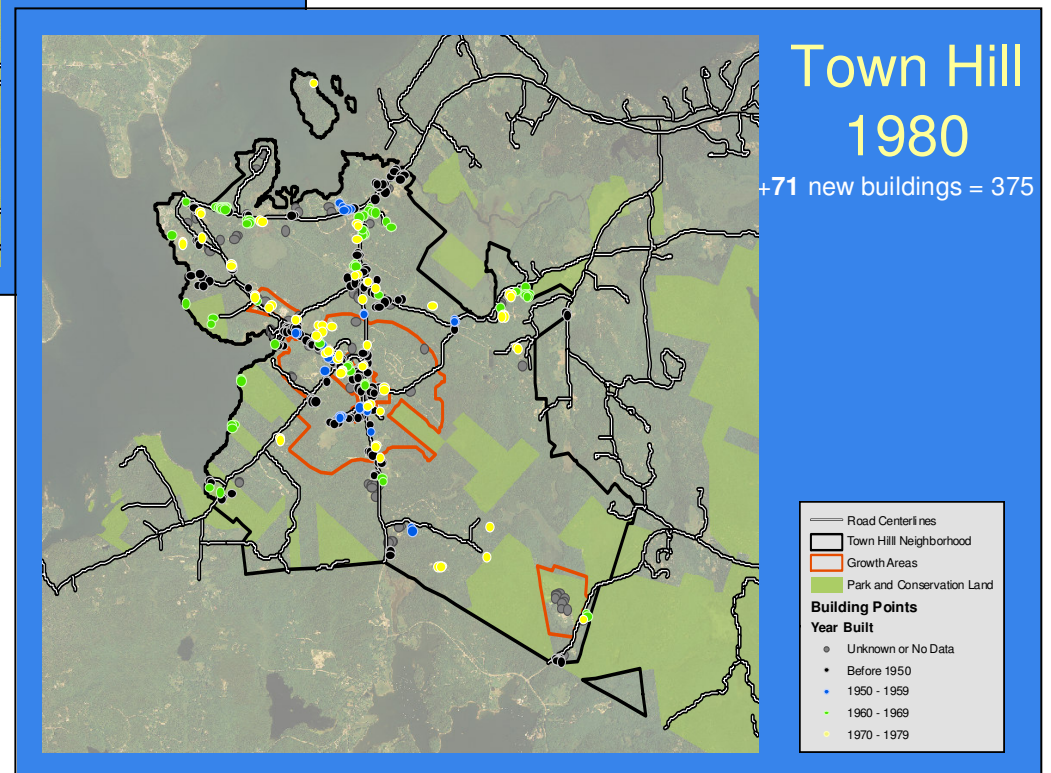 Town Hill
1980
+71 new buildings = 375
Road Centerlines
Town Hilll Neighborhood
Growth Areas
Park and Conservation Land
Building Points
Year Built
Unknown or No Data
Before 1950
1950 - 1959
1960 - 1969
1970 - 1979